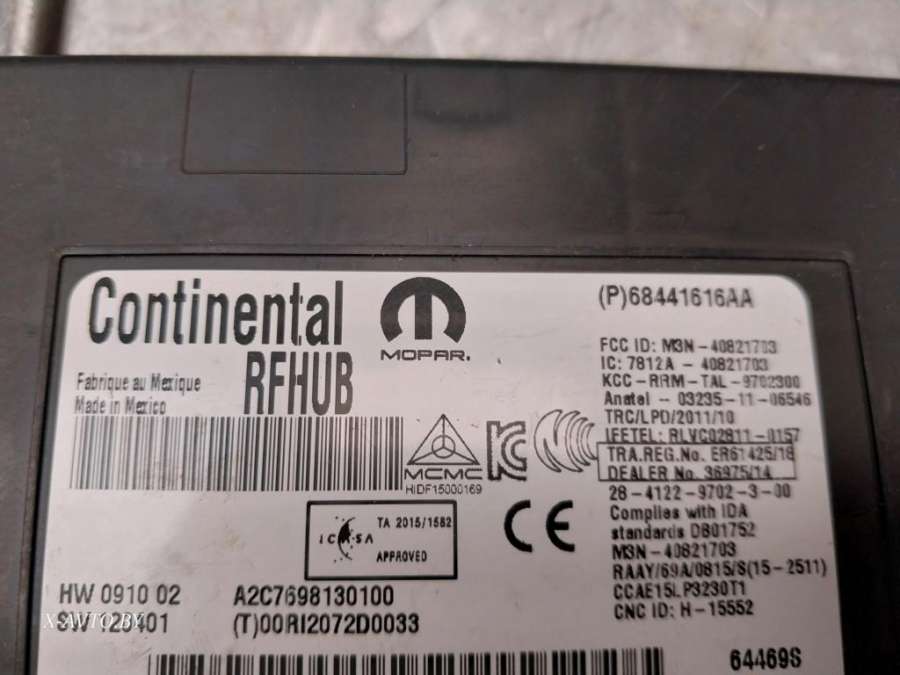 Continental
RFHUB
MOPAR.
(P)68441616AA
Fabrique au Mexique
Made in Mexico
FCC ID: M3N-40821703
IC: 7812A-40821703
KCC-RRM-TAL-9702300
Anatel -- 03235-11-06546
TRC/LPD/2011/10
IFETEL: RLVC02811-0157
TRA.REG.No. ER61425/18
DEALER No. 36975/14
28-4122-9702-3-00
Complies with IDA
standards DB01752
M3N-40821703
RAAY/69A/0815/S(15-2511)
CCAE15LP3230T1
CNC ID: H-15552
MCMC
HIDF15000169
ICASA
TA 2015/1582
APPROVED
CE
HW 0910 02
A2C7698130100
(T)00RI2072D0033
X-AVTO.BY
64469S